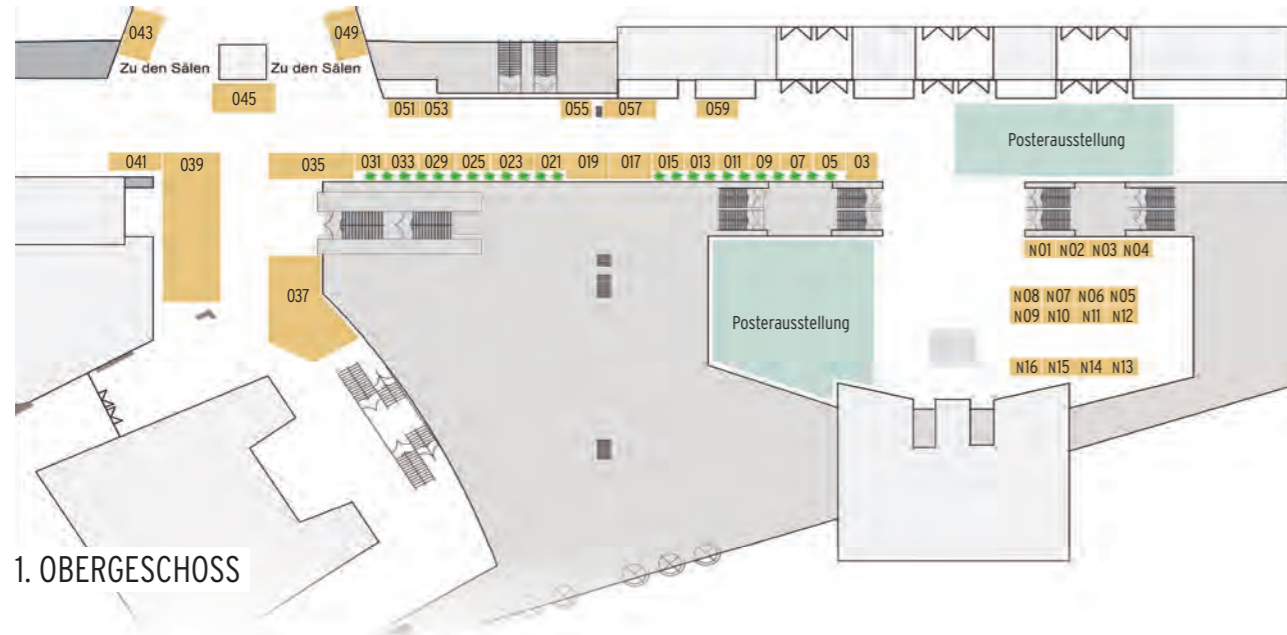 043
049
Zu den Sälen
Zu den Sälen
045
051 053
055
057
059
Posterausstellung
041
039
035
031 033 029 025 023 021 019 017 015 013 011 09 07 05 03
N01 N02 N03 N04
037
N08 N07 N06 N05
N09 N10 N11 N12
Posterausstellung
N16 N15 N14 N13
1. OBERGESCHOSS